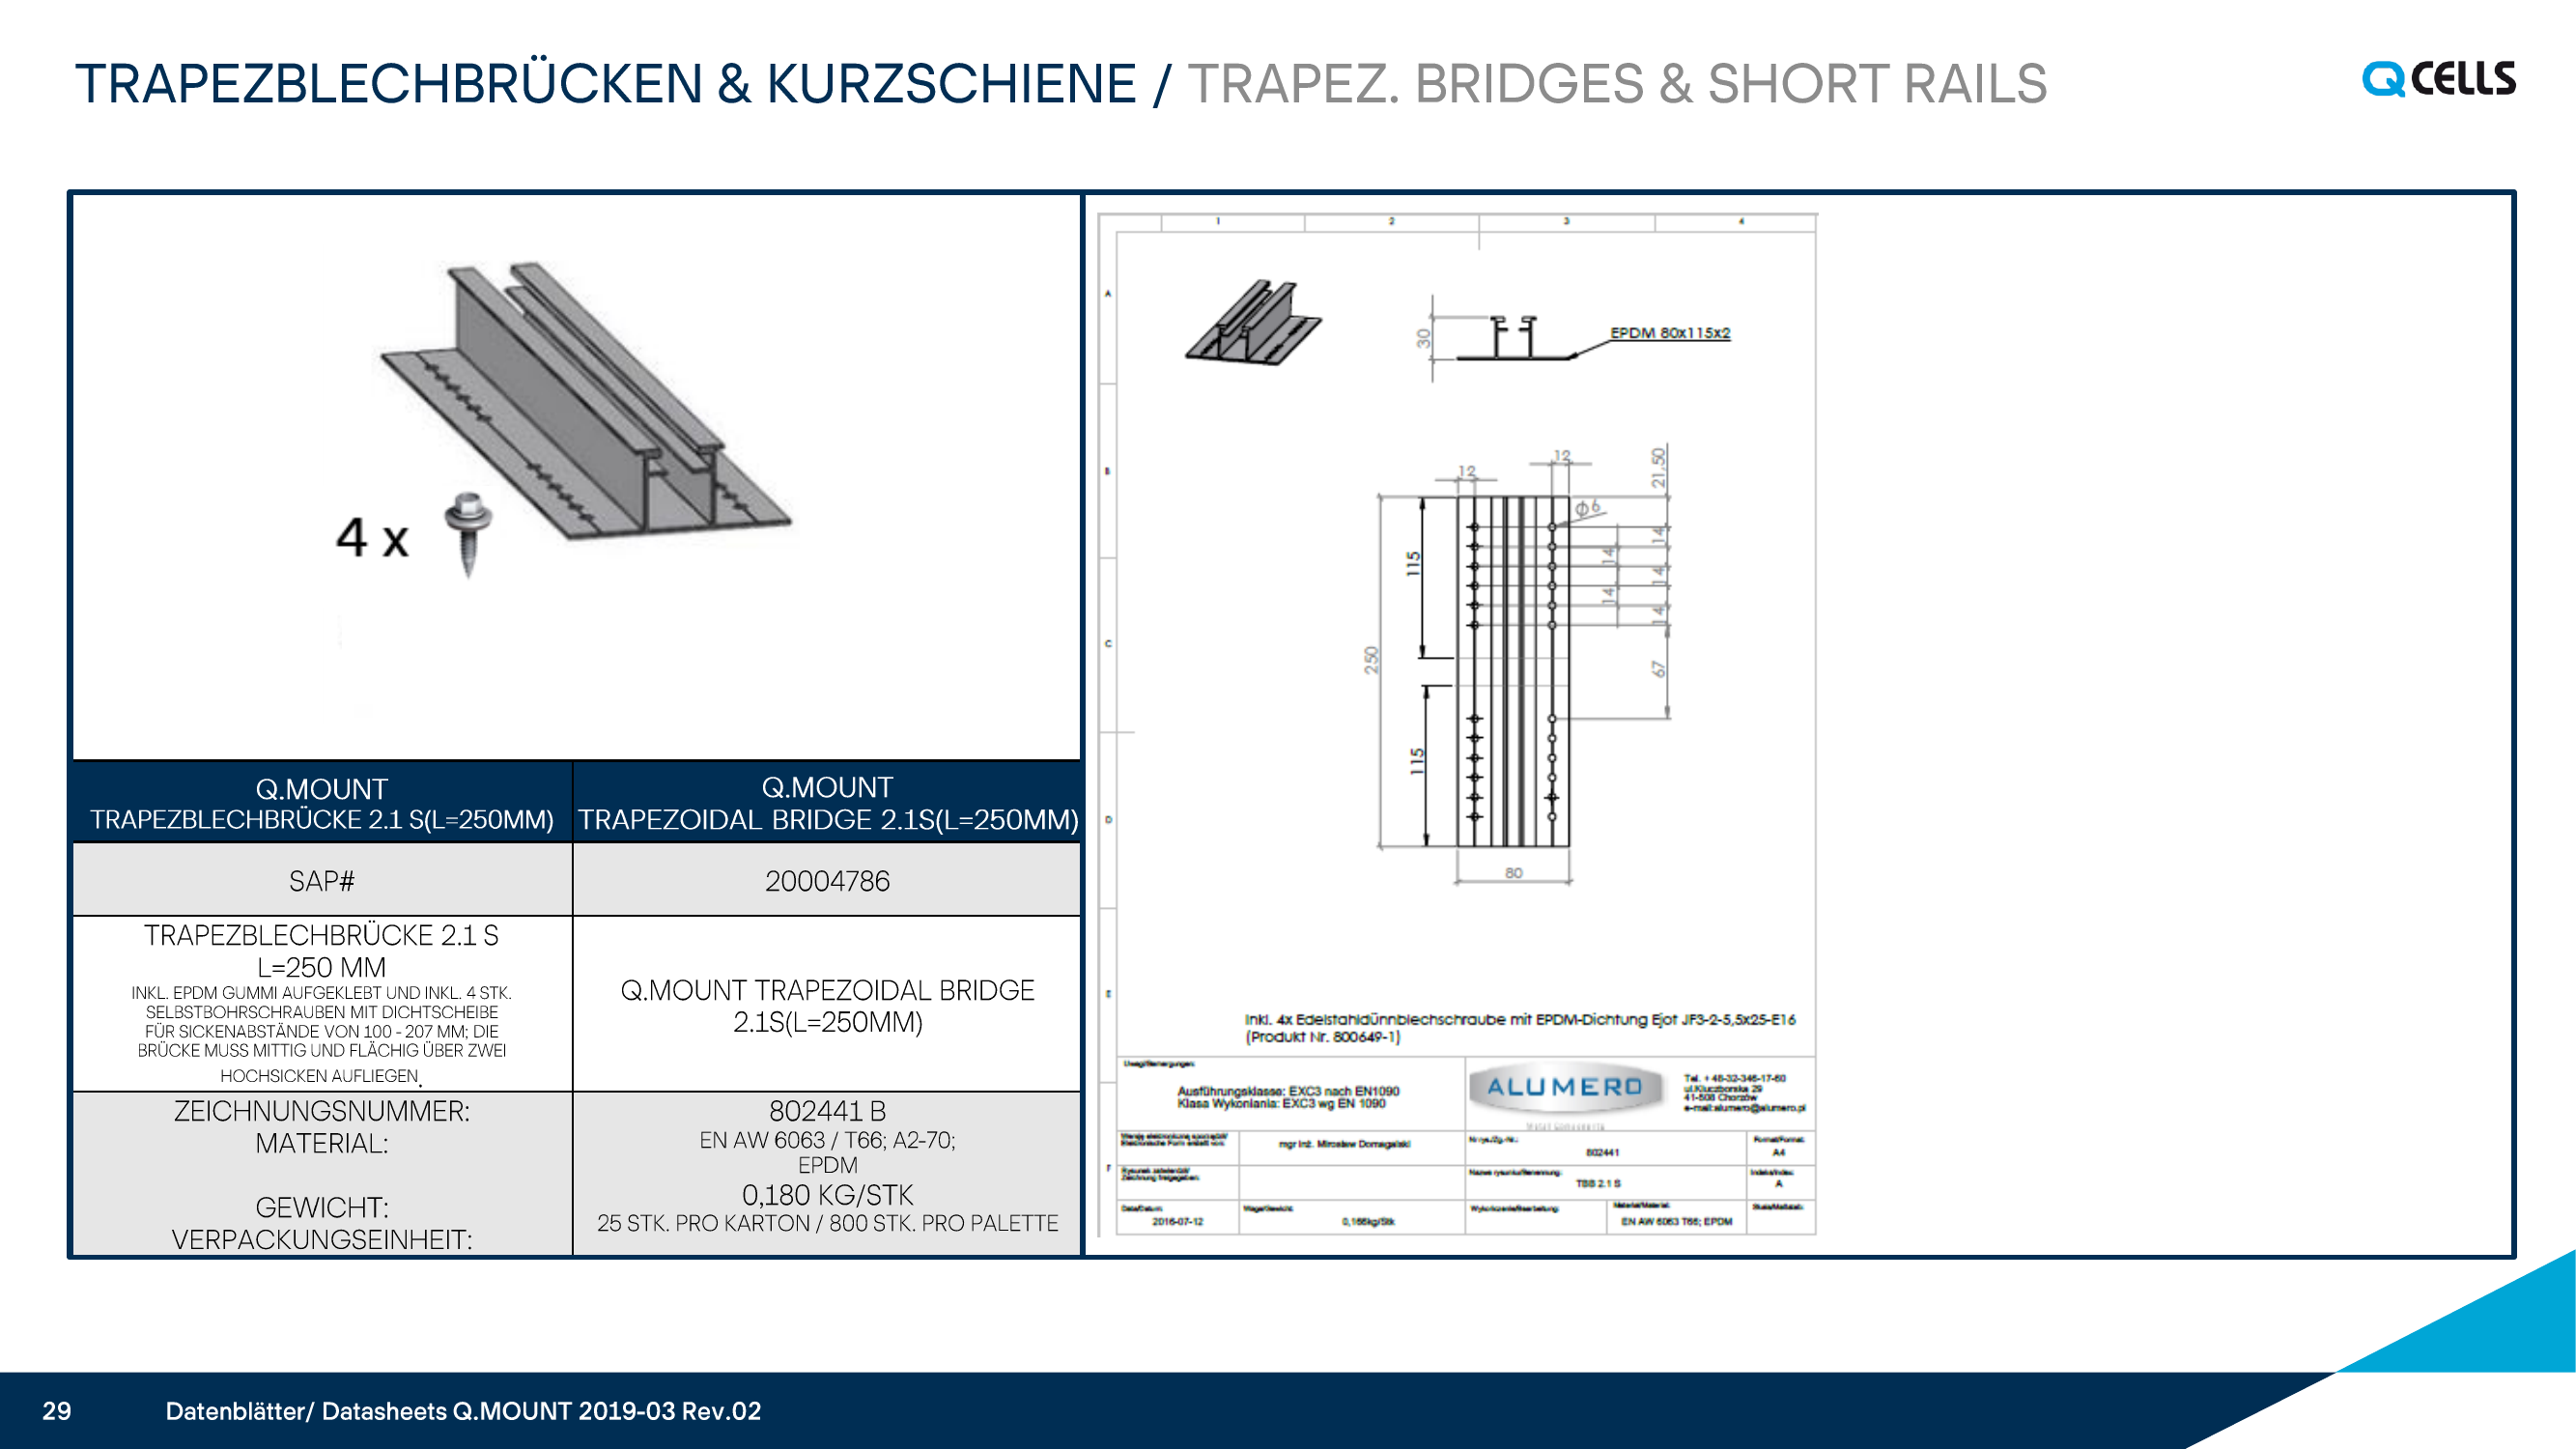 TRAPEZBLECHBRÜCKEN & KURZSCHIENE / TRAPEZ. BRIDGES & SHORT RAILS
Q CELLS
4 x
Q.MOUNT
TRAPEZBLECHBRÜCKE 2.1 S(L=250MM)
Q.MOUNT
TRAPEZOIDAL BRIDGE 2.1S(L=250MM)
SAP#
20004786
TRAPEZBLECHBRÜCKE 2.1 S
L=250 MM
INKL. EPDM GUMMI AUFGEKLEBT UND INKL. 4 STK.
SELBSTBOHRSCHRAUBEN MIT DICHTSCHEIBE
FÜR SICKENABSTÄNDE VON 100 - 207 MM; DIE
BRÜCKE MUSS MITTIG UND FLÄCHIG ÜBER ZWEI
HOCHSICKEN AUFLIEGEN.
Q.MOUNT TRAPEZOIDAL BRIDGE
2.1S(L=250MM)
ZEICHNUNGSNUMMER:
MATERIAL:
GEWICHT:
VERPACKUNGSEINHEIT:
802441 B
EN AW 6063 / T66; A2-70;
EPDM
0,180 KG/STK
25 STK. PRO KARTON / 800 STK. PRO PALETTE
1 2 3 4
A
B
C
D
E
F
30
EPDM 80x115x2
12
12
21,50
ϕ6
14
14
14
14
14
67
115
115
250
80
Inkl. 4x Edelstahldünnblechschraube mit EPDM-Dichtung Ejot JF3-2-5,5x25-E16
(Produkt Nr. 800649-1)
Ausführungsklasse: EXC3 nach EN1090
Klasa Wykonlania: EXC3 wg EN 1090
ALUMERO
Tel. + 48-32-346-17-60
ul.Kluczborska 29
41-508 Chorzów
e-mail:alumero@alumero.pl
mgr inż. Mirosław Domagalski
802441
Format/Format:
A4
TBB 2.1 S
A
2016-07-12
0,166kg/Stk
EN AW 6063 T66; EPDM
29
Datenblätter/ Datasheets Q.MOUNT 2019-03 Rev.02